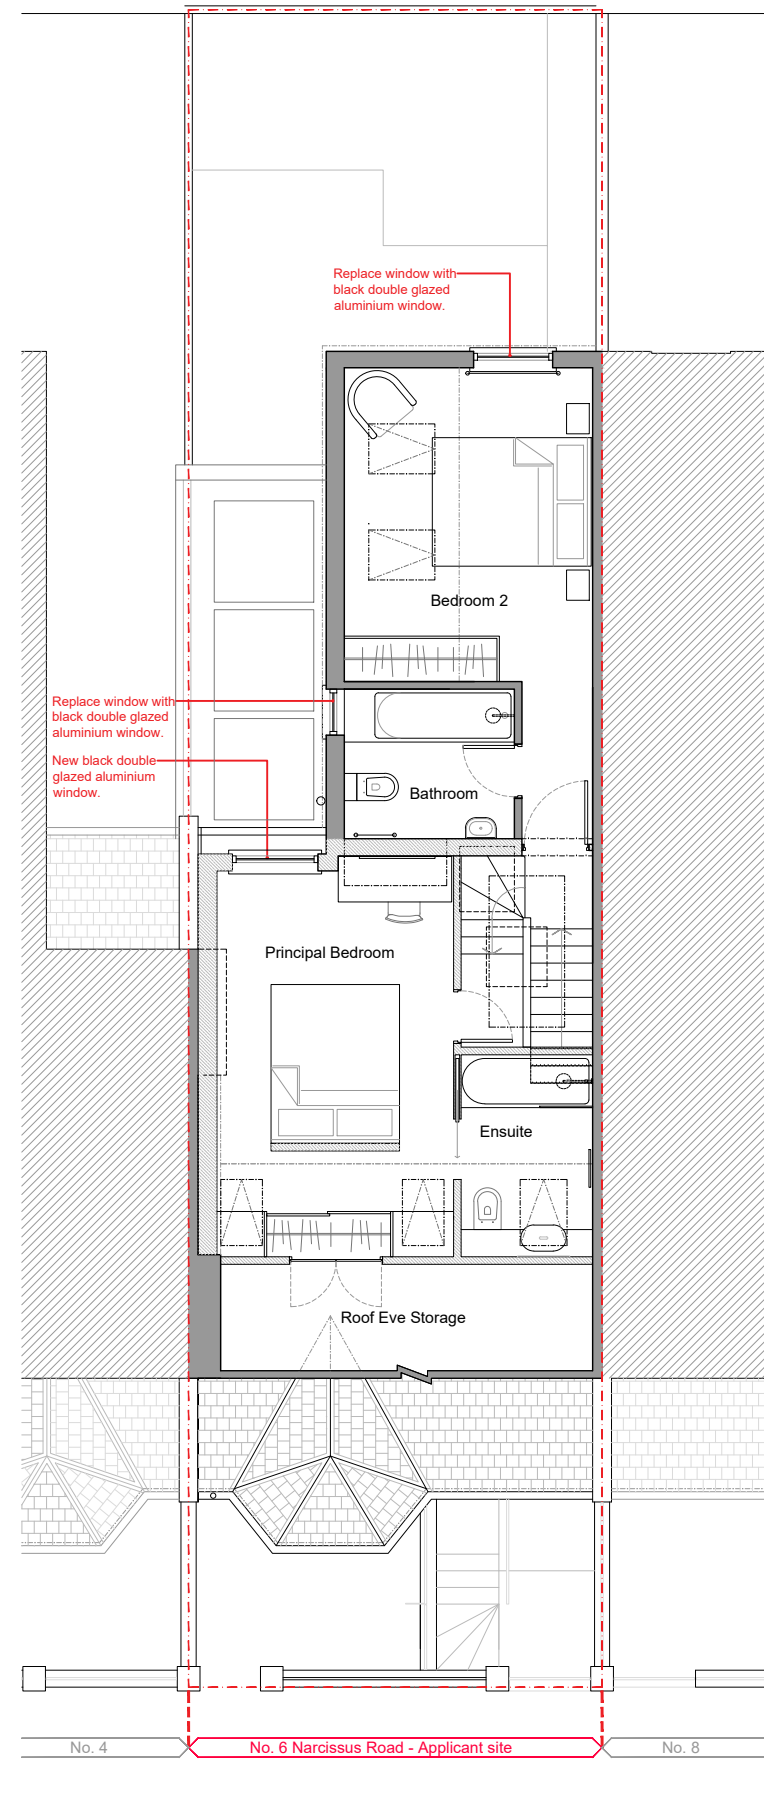 Replace window with
black double glazed
aluminium window.
Bedroom 2
Replace window with
black double glazed
aluminium window.
New black double
glazed aluminium
window.
Bathroom
Principal Bedroom
Ensuite
Roof Eve Storage
No. 4
No. 6 Narcissus Road - Applicant site
No. 8